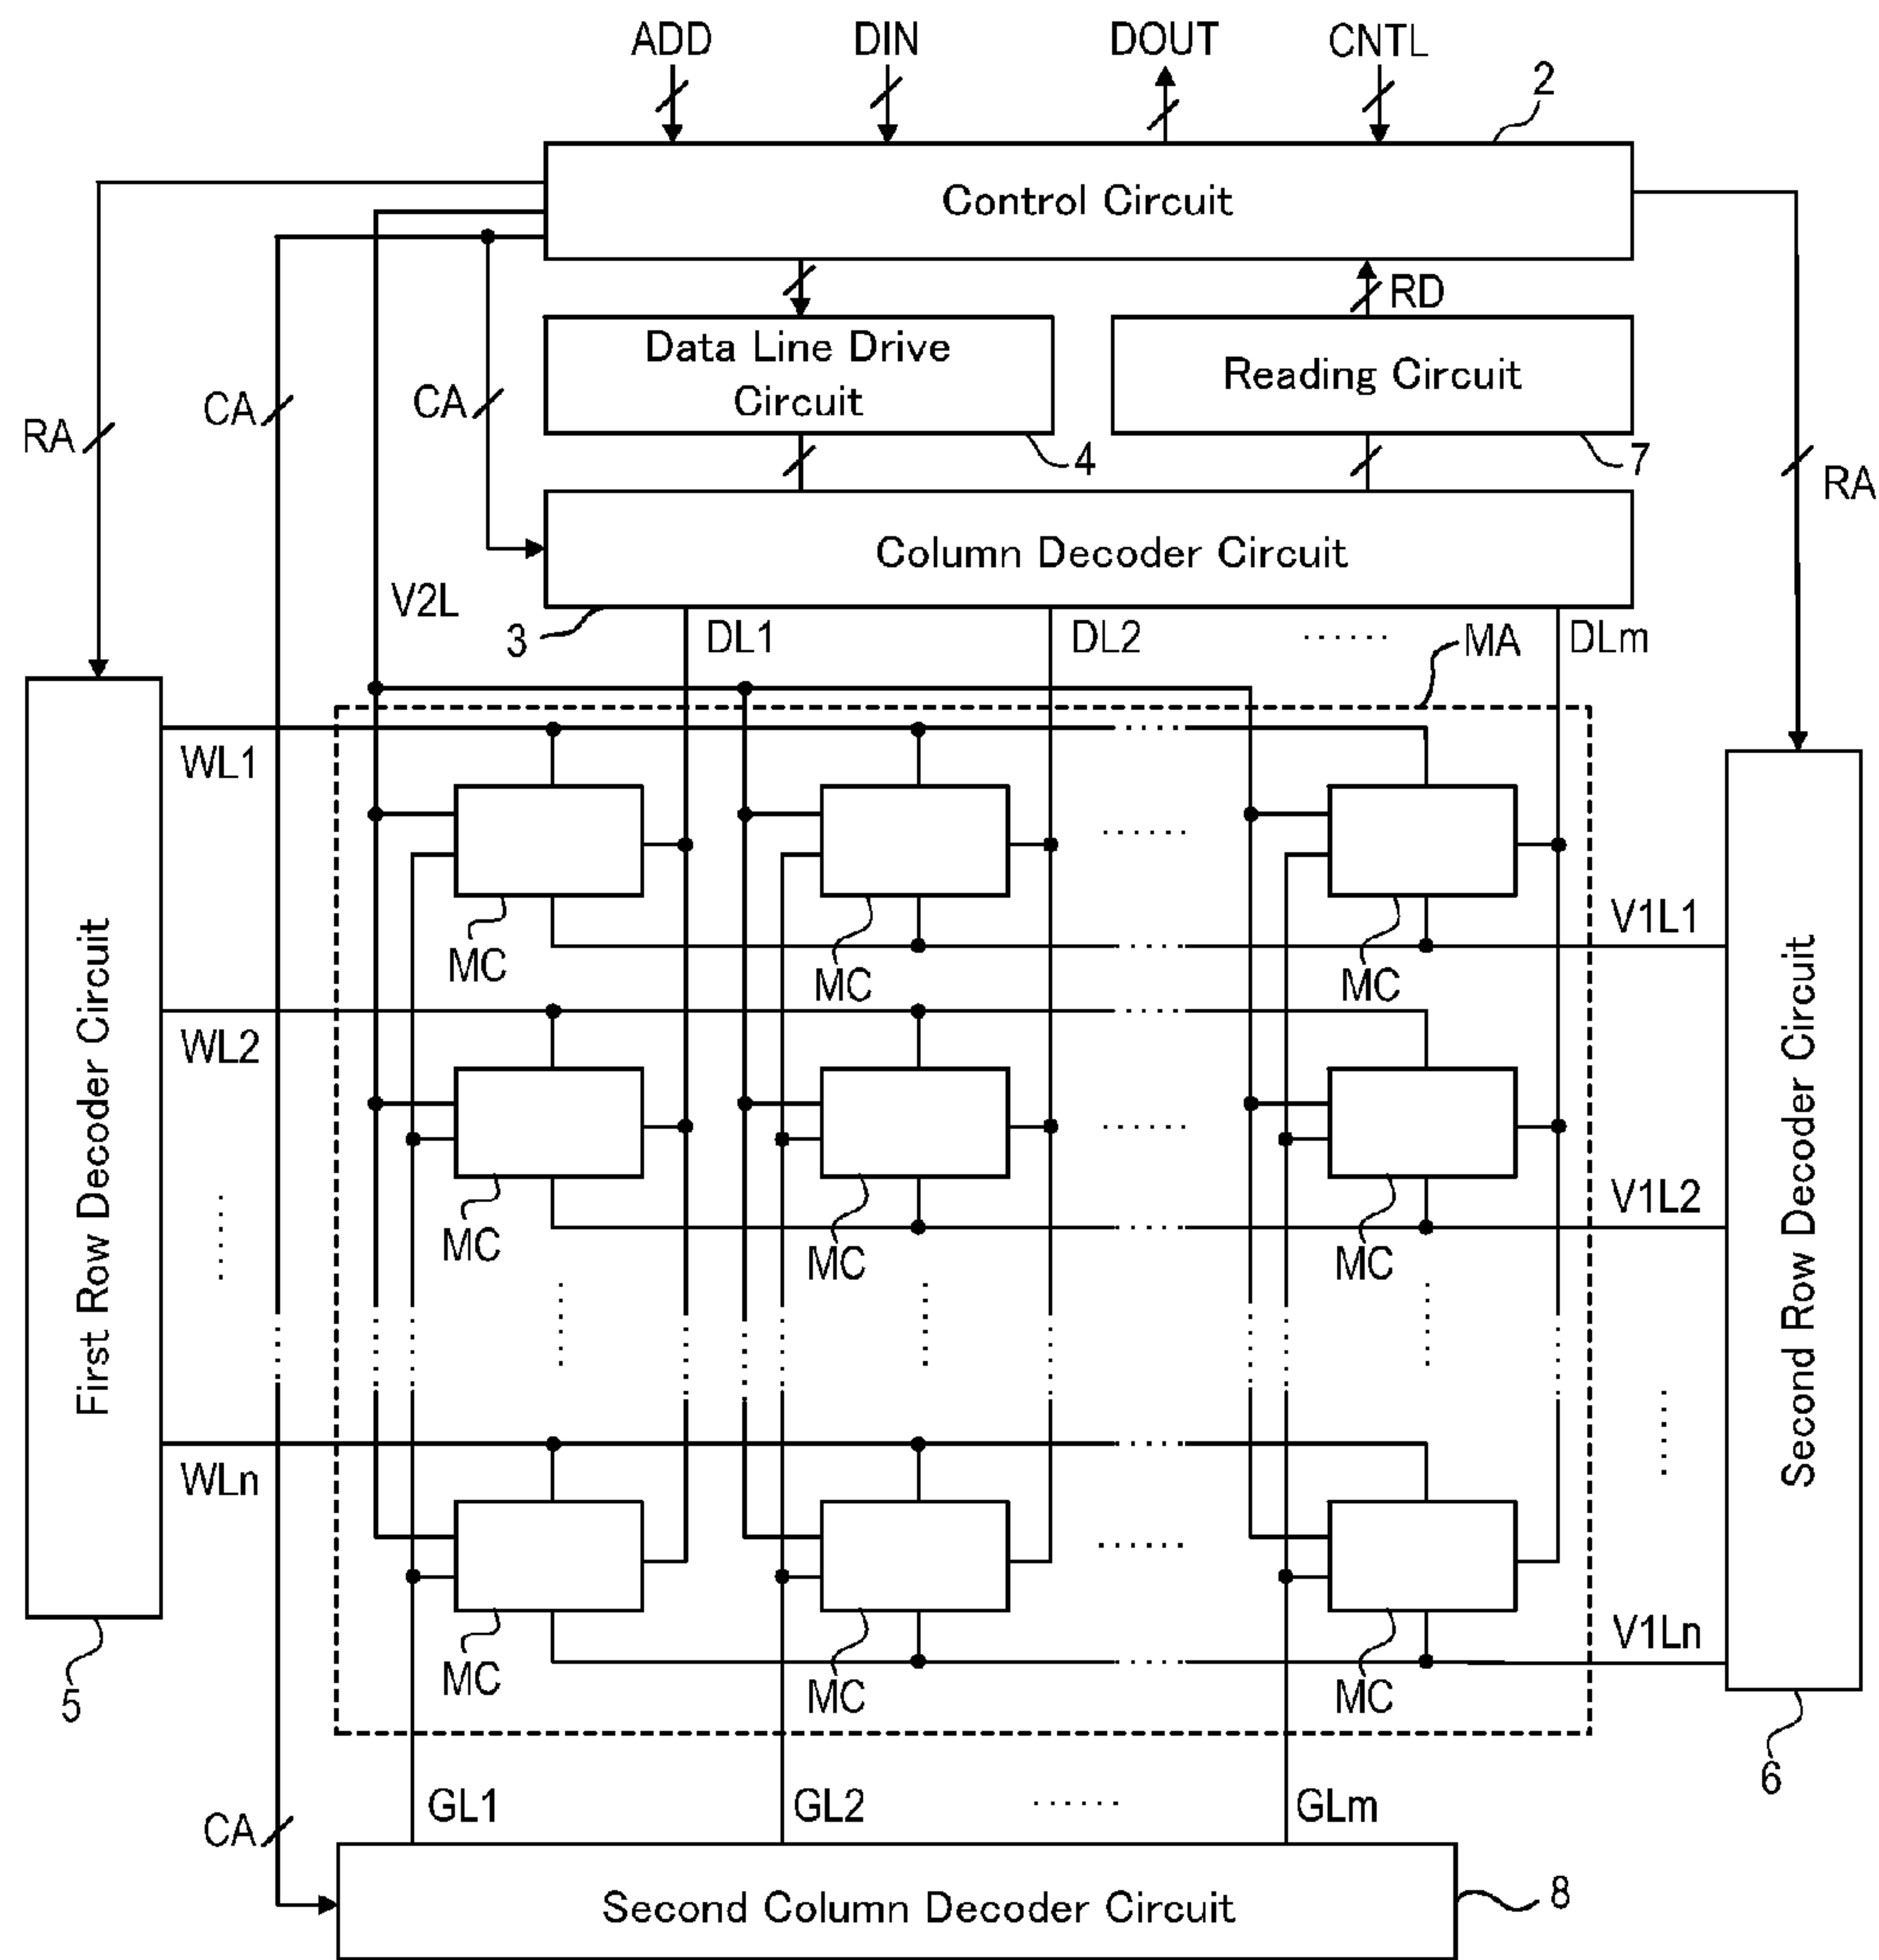 ADD DIN DOUT CNTL
2
Control Circuit
RD
Data Line Drive
Circuit
Reading Circuit
CA
CA
RA
4
7
RA
Column Decoder Circuit
V2L
3
DL1
DL2
······
MA
DLm
WL1
First Row Decoder Circuit
Second Row Decoder Circuit
V1L1
MC
MC
MC
WL2
V1L2
MC
MC
MC
WLn
V1Ln
MC
MC
MC
5
6
GL1
GL2
······
GLm
CA
Second Column Decoder Circuit
8